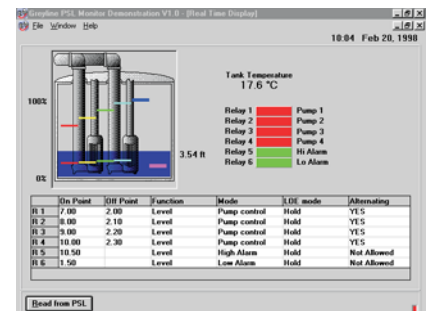 Greyline PSL Monitor Demonstration V1.0 - [Real Time Display]
File Window Help
10:04 Feb 20, 1998
Tank Temperature
17.6 °C
100%
Relay 1 Pump 1
Relay 2 Pump 2
Relay 3 Pump 3
Relay 4 Pump 4
Relay 5 Hi Alarm
Relay 6 Lo Alarm
3.54 ft
0%
On Point Off Point Function Mode LOE mode Alternating
R 1 7.00 2.00 Level Pump control Hold YES
R 2 8.00 2.10 Level Pump control Hold YES
R 3 9.00 2.20 Level Pump control Hold YES
R 4 10.00 2.30 Level Pump control Hold YES
R 5 10.50 Level High Alarm Hold Not Allowed
R 6 1.50 Level Low Alarm Hold Not Allowed
Read from PSL